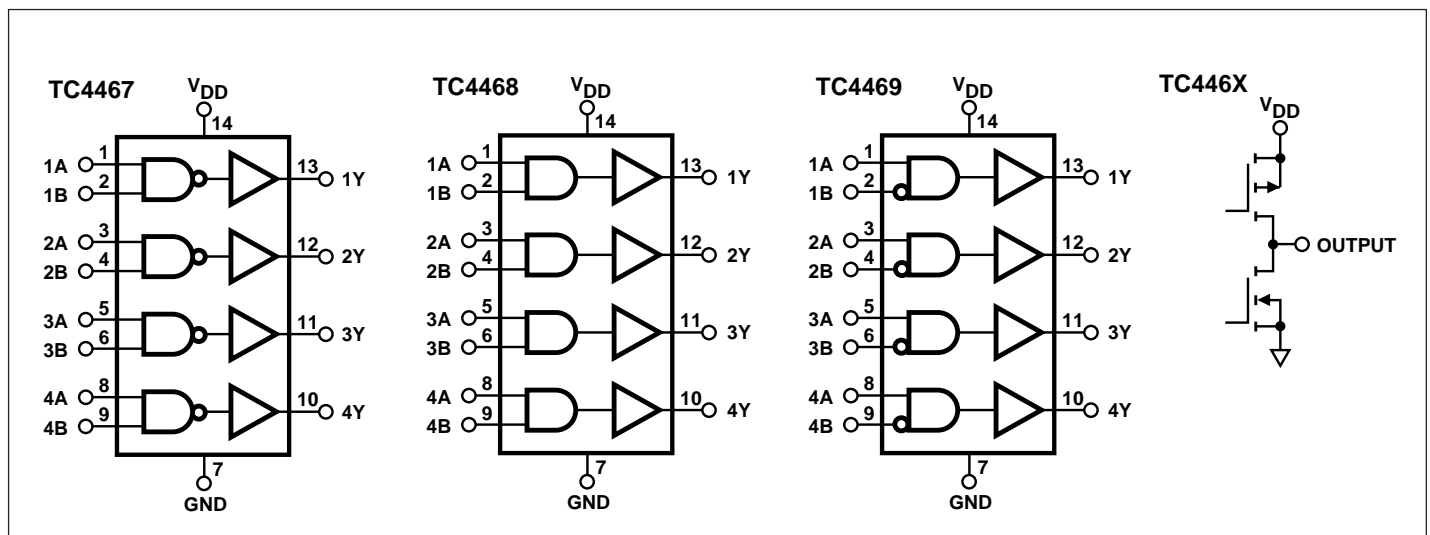 TC4467
VDD
14
1A 1
1B 2
13 1Y
2A 3
2B 4
12 2Y
3A 5
3B 6
11 3Y
4A 8
4B 9
10 4Y
7
GND
TC4468
VDD
14
1A 1
1B 2
13 1Y
2A 3
2B 4
12 2Y
3A 5
3B 6
11 3Y
4A 8
4B 9
10 4Y
7
GND
TC4469
VDD
14
1A 1
1B 2
13 1Y
2A 3
2B 4
12 2Y
3A 5
3B 6
11 3Y
4A 8
4B 9
10 4Y
7
GND
TC446X
VDD
OUTPUT